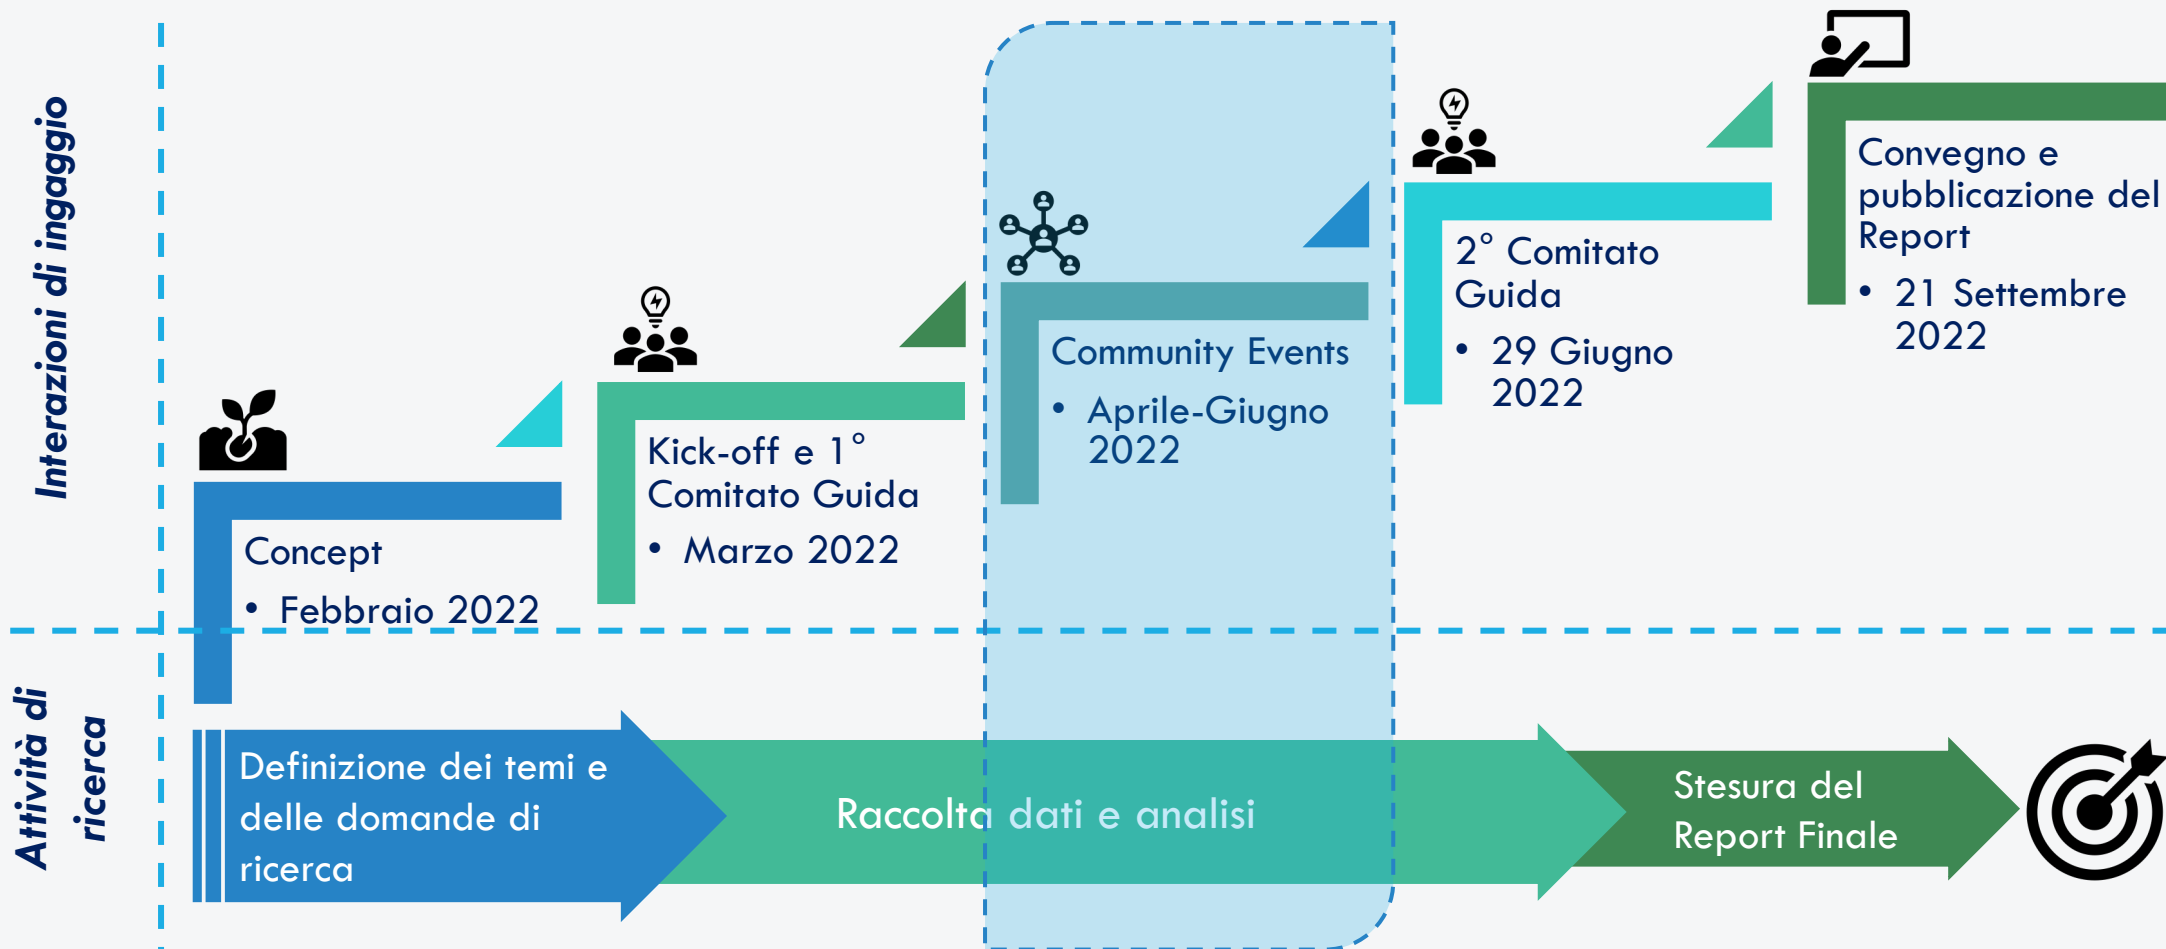 Interazioni di ingaggio
Concept
• Febbraio 2022
Kick-off e 1°
Comitato Guida
• Marzo 2022
Community Events
• Aprile-Giugno
2022
2° Comitato
Guida
• 29 Giugno
2022
Convegno e
pubblicazione del
Report
• 21 Settembre
2022
Attività di
ricerca
Definizione dei temi e
delle domande di
ricerca
Raccolta dati e analisi
Stesura del
Report Finale